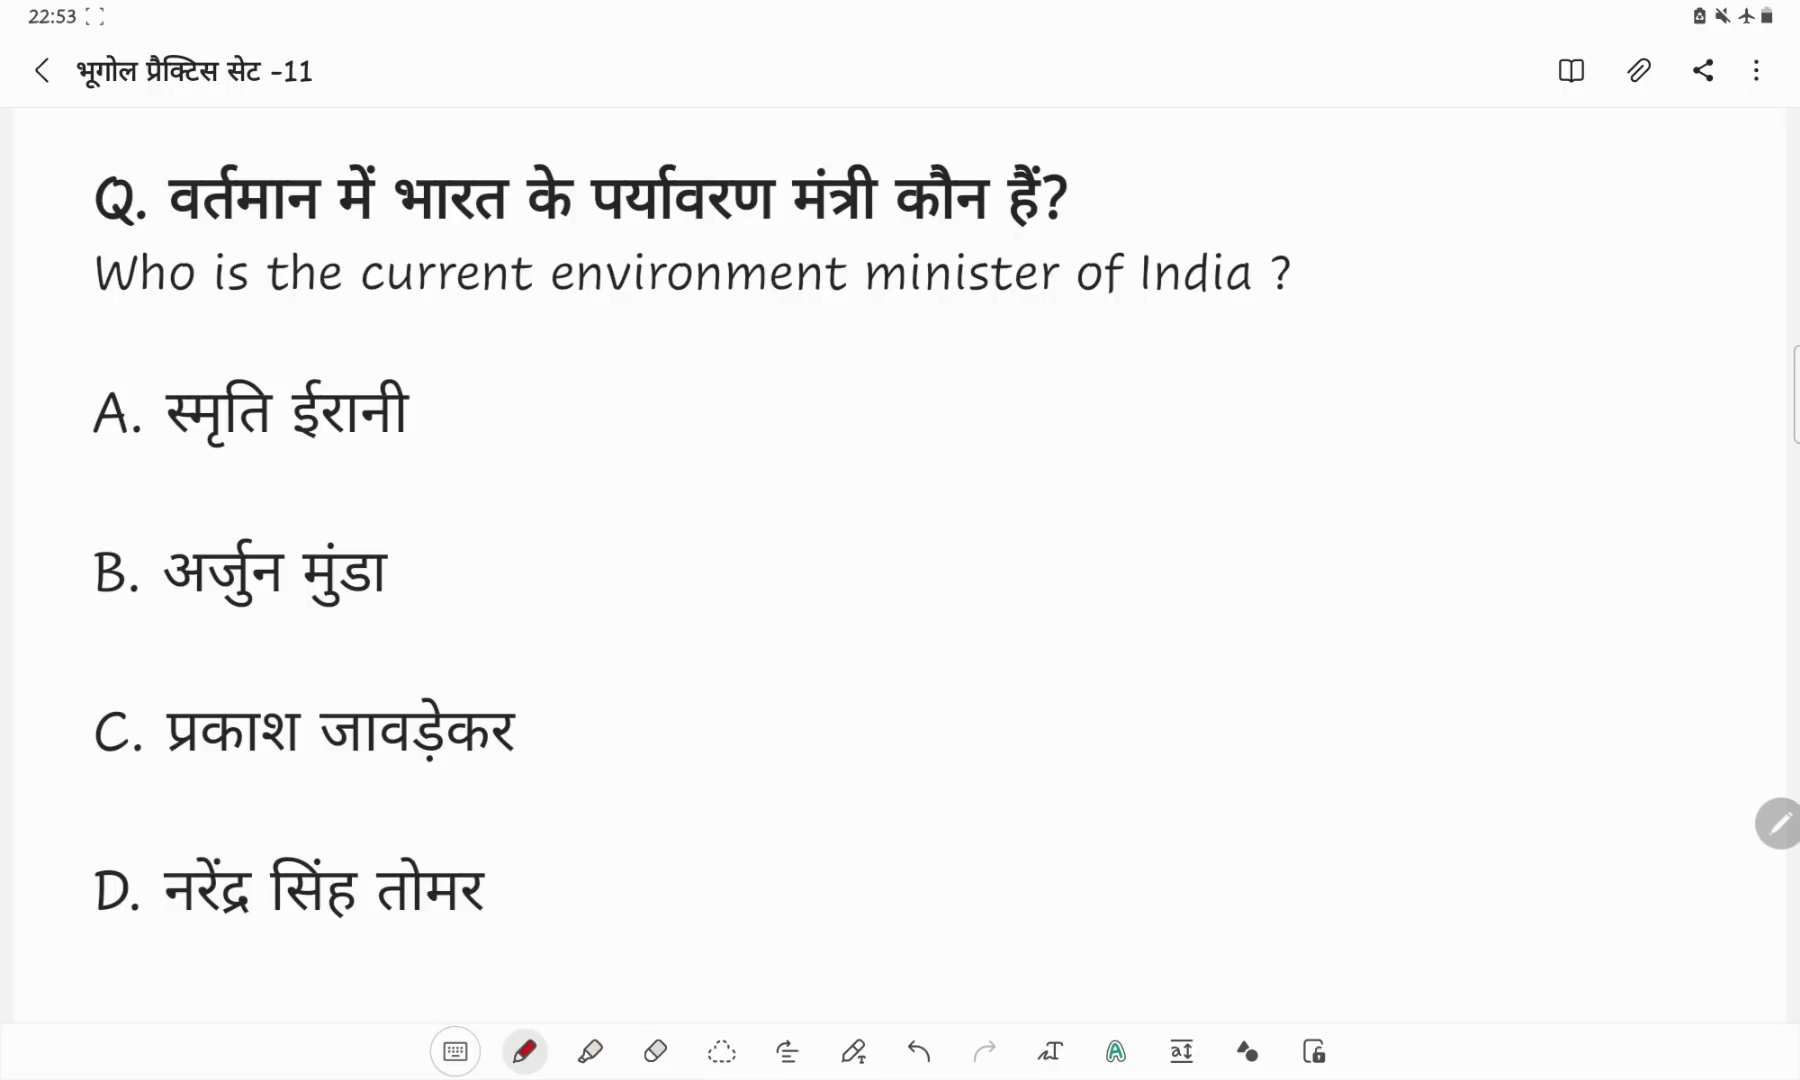 22:53
भूगोल प्रैक्टिस सेट -11
Q. वर्तमान में भारत के पर्यावरण मंत्री कौन हैं?
Who is the current environment minister of India ?
A. स्मृति ईरानी
B. अर्जुन मुंडा
C. प्रकाश जावड़ेकर
D. नरेंद्र सिंह तोमर